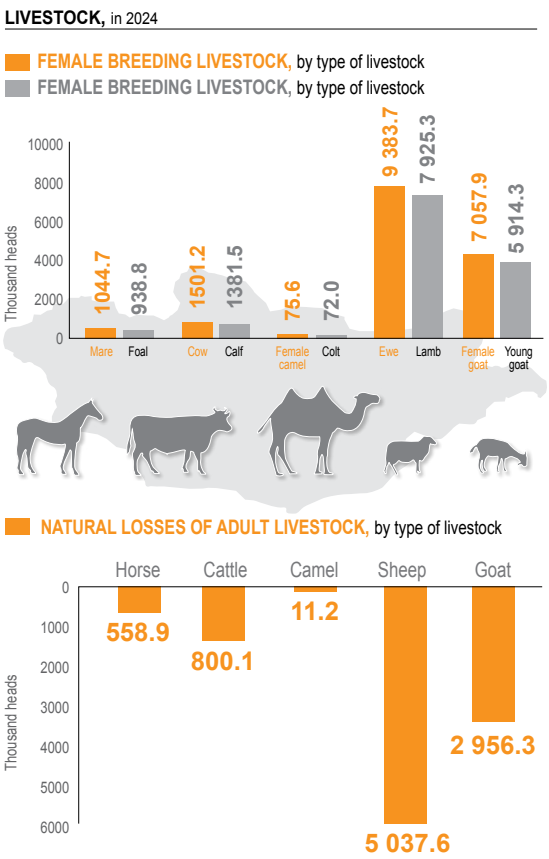 LIVESTOCK, in 2024
FEMALE BREEDING LIVESTOCK, by type of livestock
FEMALE BREEDING LIVESTOCK, by type of livestock
Thousand heads
10000
8000
6000
4000
2000
0
1044.7
938.8
1501.2
1381.5
75.6
72.0
9 383.7
7 925.3
7 057.9
5 914.3
Mare
Foal
Cow
Calf
Female
camel
Colt
Ewe
Lamb
Female
goat
Young
goat
NATURAL LOSSES OF ADULT LIVESTOCK, by type of livestock
Horse
Cattle
Camel
Sheep
Goat
Thousand heads
0
1000
2000
3000
4000
5000
6000
558.9
800.1
11.2
5 037.6
2 956.3